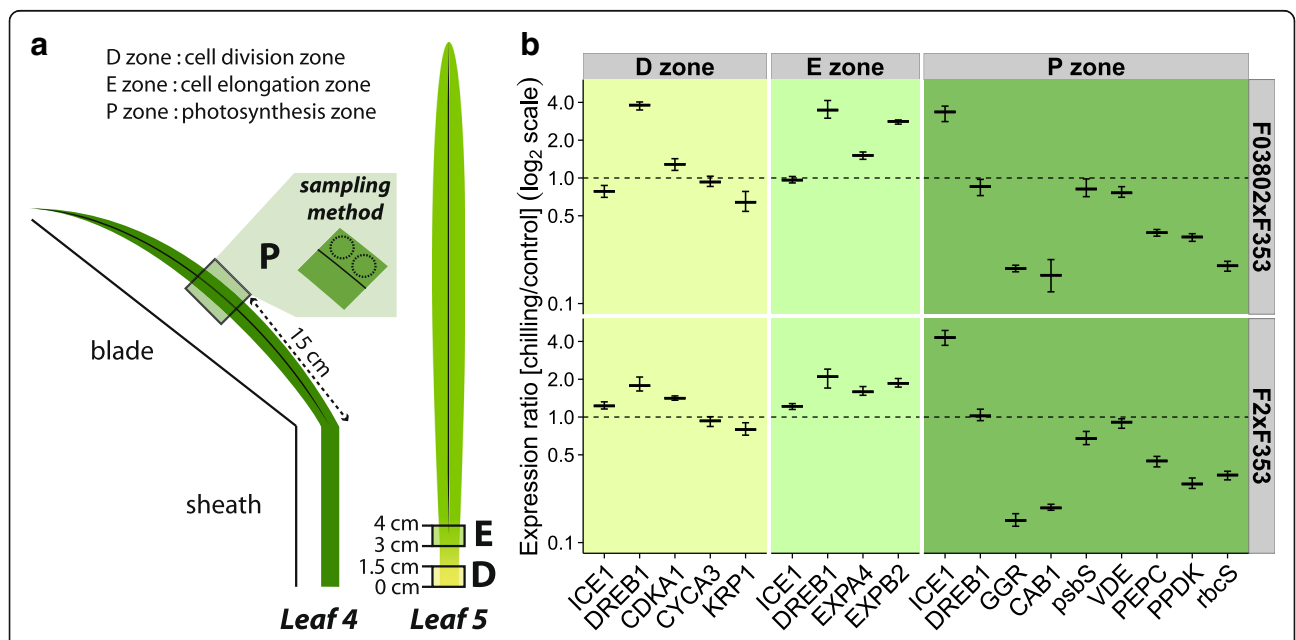 a
D zone : cell division zone
E zone : cell elongation zone
P zone : photosynthesis zone
sampling
method
P
15 cm
blade
sheath
4 cm
3 cm
E
1.5 cm
0 cm
D
Leaf 4
Leaf 5
b
D zone
E zone
P zone
Expression ratio [chilling/control] (log2 scale)
4.0
2.0
1.0
0.5
0.1
F03802xF353
4.0
2.0
1.0
0.5
0.1
F2xF353
ICE1
DREB1
CDKA1
CYCA3
KRP1
ICE1
DREB1
EXPA4
EXPB2
ICE1
DREB1
GGR
CAB1
psbS
VDE
PEPC
PPDK
rbcS